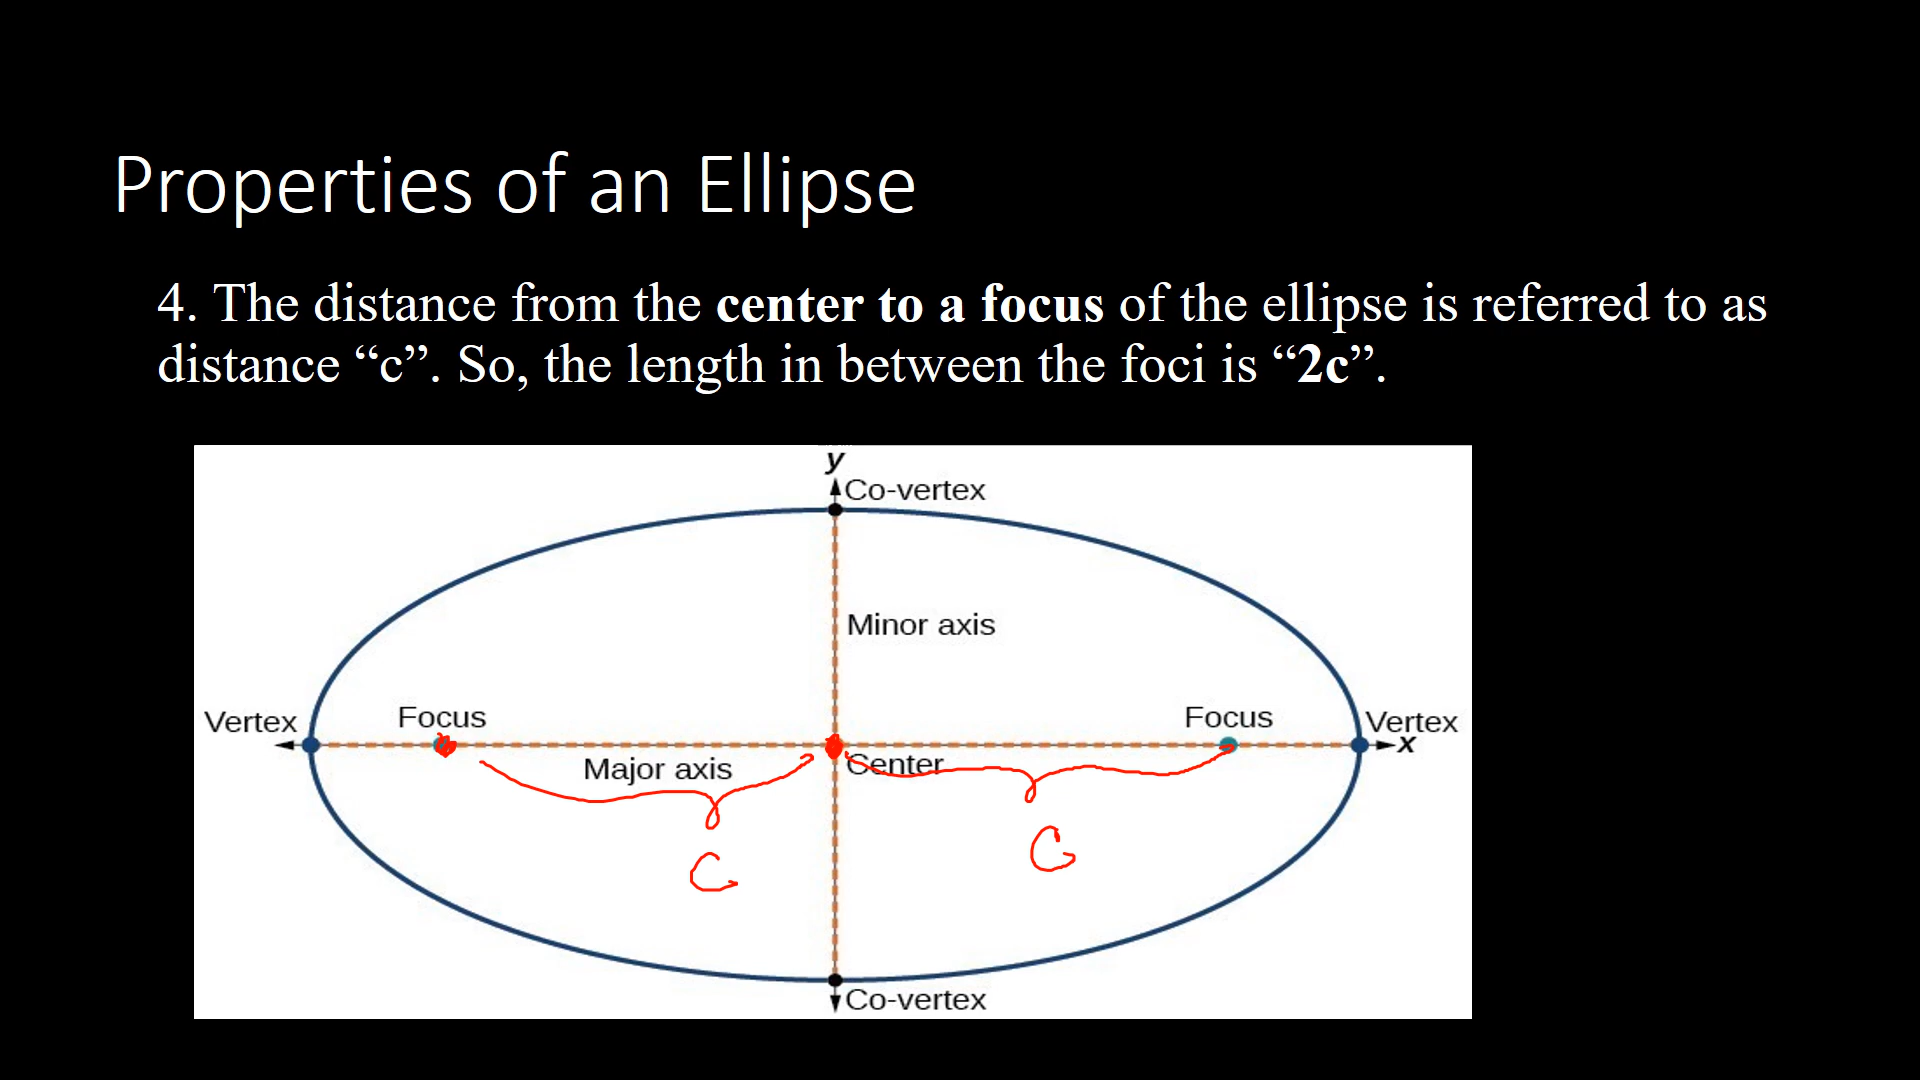 Properties of an Ellipse
4. The distance from the center to a focus of the ellipse is referred to as
distance “c”. So, the length in between the foci is “2c”.
y
Co-vertex
Minor axis
Vertex
Focus
Focus
Vertex
x
Major axis
Center
C
C
Co-vertex